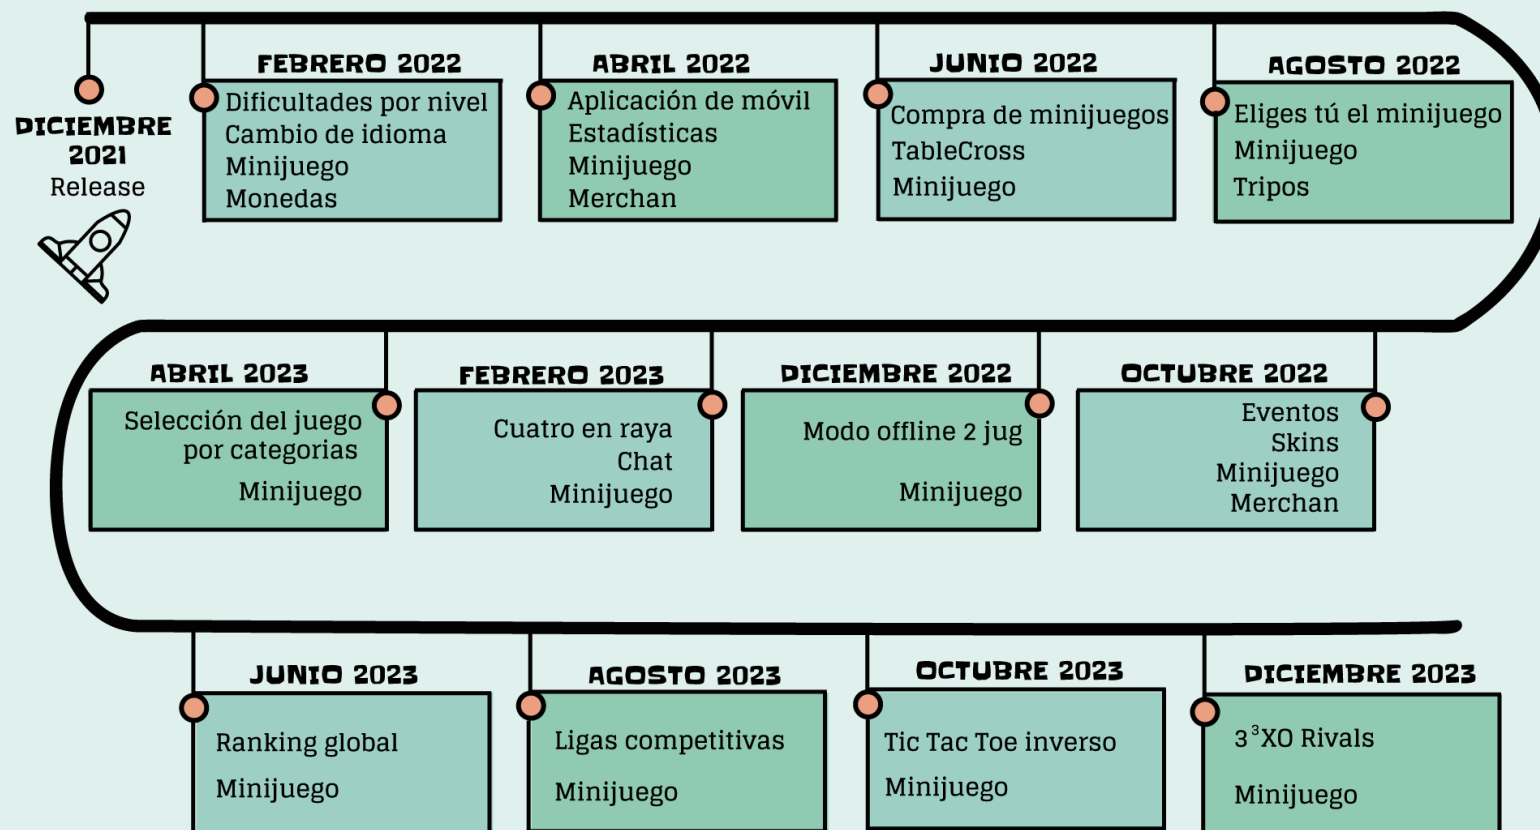 DICIEMBRE
2021
Release
FEBRERO 2022
Dificultades por nivel
Cambio de idioma
Minijuego
Monedas
ABRIL 2022
Aplicación de móvil
Estadísticas
Minijuego
Merchan
JUNIO 2022
Compra de minijuegos
TableCross
Minijuego
AGOSTO 2022
Eliges tú el minijuego
Minijuego
Tripos
OCTUBRE 2022
Eventos
Skins
Minijuego
Merchan
DICIEMBRE 2022
Modo offline 2 jug
Minijuego
FEBRERO 2023
Cuatro en raya
Chat
Minijuego
ABRIL 2023
Selección del juego
por categorias
Minijuego
JUNIO 2023
Ranking global
Minijuego
AGOSTO 2023
Ligas competitivas
Minijuego
OCTUBRE 2023
Tic Tac Toe inverso
Minijuego
DICIEMBRE 2023
3³XO Rivals
Minijuego